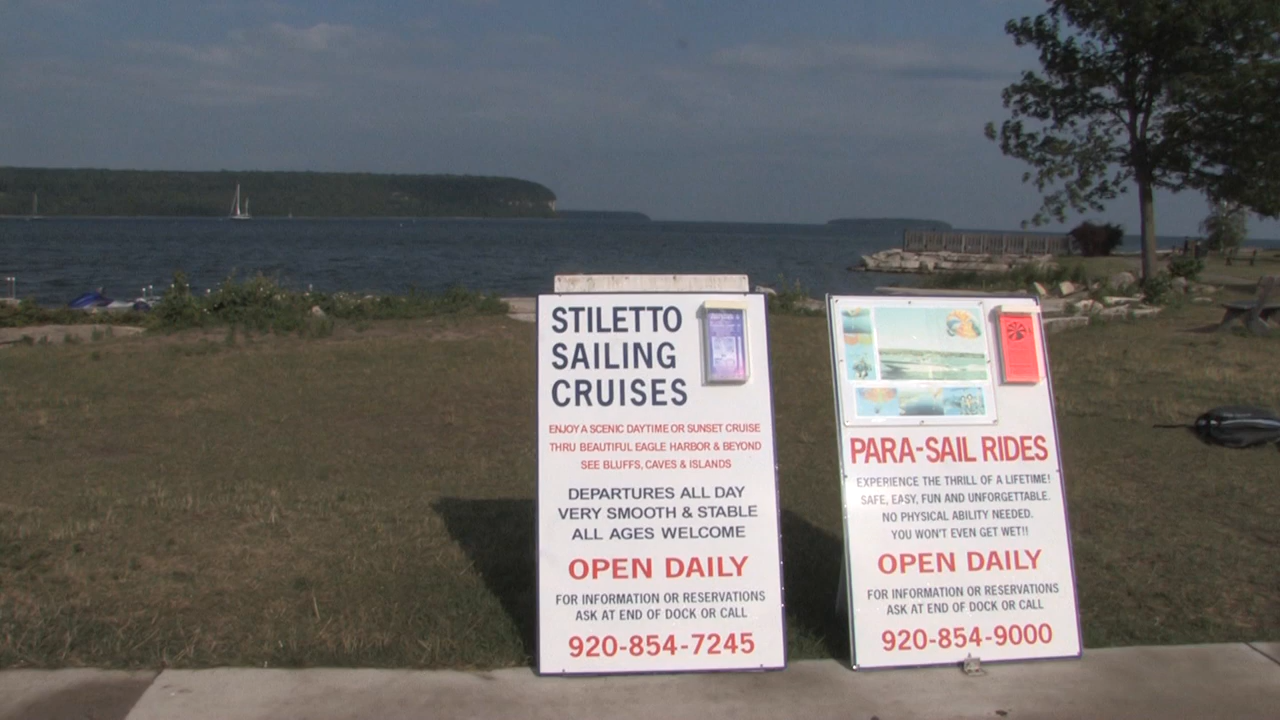 STILETTO
SAILING
CRUISES
ENJOY A SCENIC DAYTIME OR SUNSET CRUISE
THRU BEAUTIFUL EAGLE HARBOR & BEYOND
SEE BLUFFS, CAVES & ISLANDS
DEPARTURES ALL DAY
VERY SMOOTH & STABLE
ALL AGES WELCOME
OPEN DAILY
FOR INFORMATION OR RESERVATIONS
ASK AT END OF DOCK OR CALL
920-854-7245
PARA-SAIL RIDES
EXPERIENCE THE THRILL OF A LIFETIME!
SAFE, EASY, FUN AND UNFORGETTABLE.
NO PHYSICAL ABILITY NEEDED.
YOU WON'T EVEN GET WET!!
OPEN DAILY
FOR INFORMATION OR RESERVATIONS
ASK AT END OF DOCK OR CALL
920-854-9000